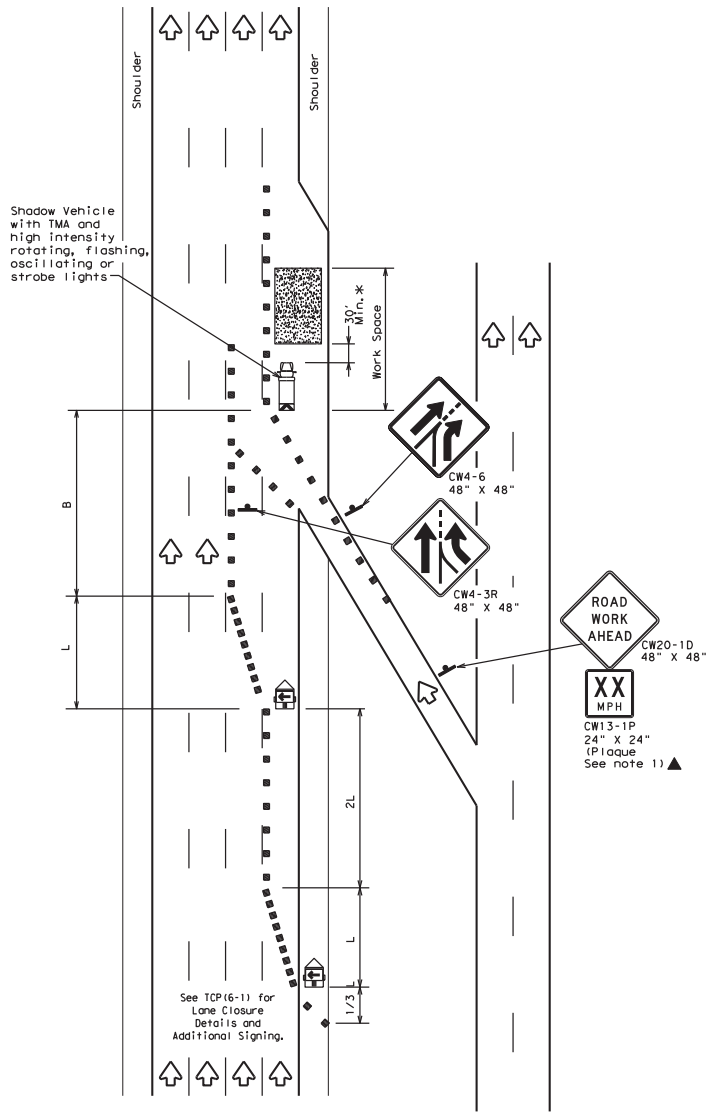 Shoulder
Shoulder
Shadow Vehicle
with TMA and
high intensity
rotating, flashing,
oscillating or
strobe lights
30'
Min.*
Work Space
CW4-6
48" X 48"
B
CW4-3R
48" X 48"
ROAD
WORK
AHEAD
CW20-1D
48" X 48"
XX
MPH
CW13-1P
24" X 24"
(Plaque
See note 1) ▲
L
2L
L
1/3 L
See TCP(6-1) for
Lane Closure
Details and
Additional Signing.